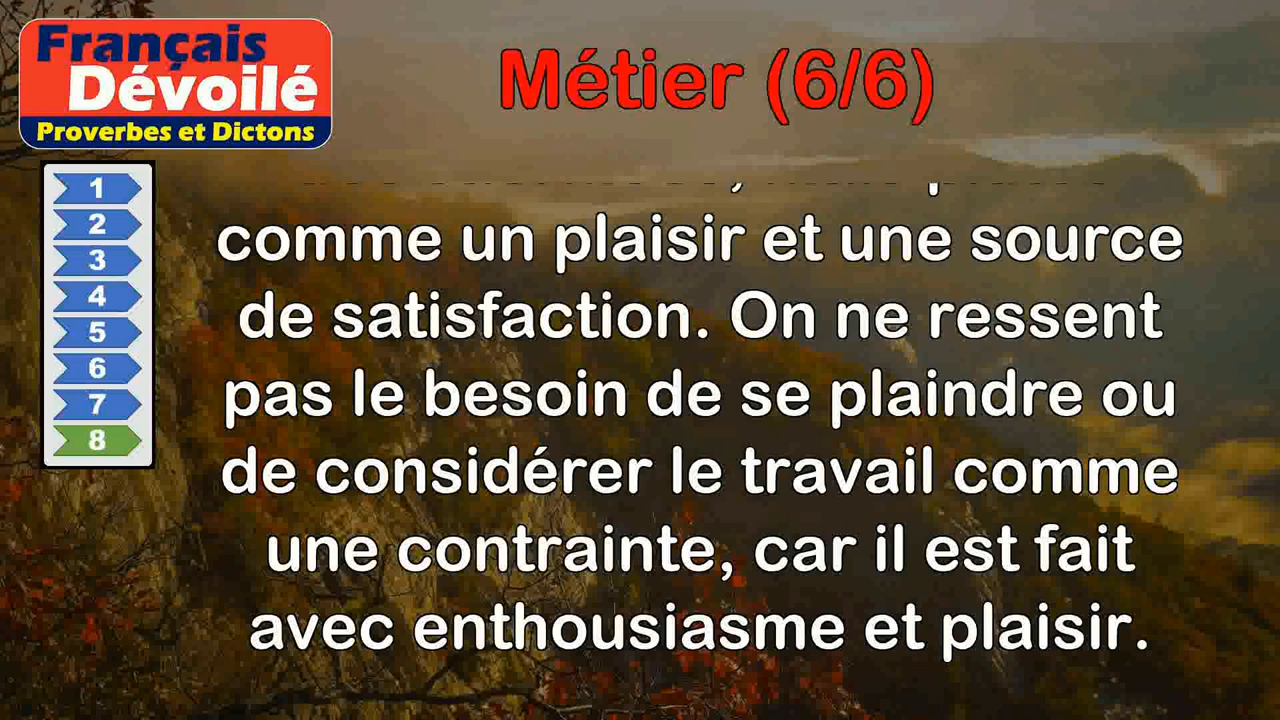 Français
Dévoilé
Proverbes et Dictons
Métier (6/6)
1
2
3
4
5
6
7
8
comme un plaisir et une source
de satisfaction. On ne ressent
pas le besoin de se plaindre ou
de considérer le travail comme
une contrainte, car il est fait
avec enthousiasme et plaisir.